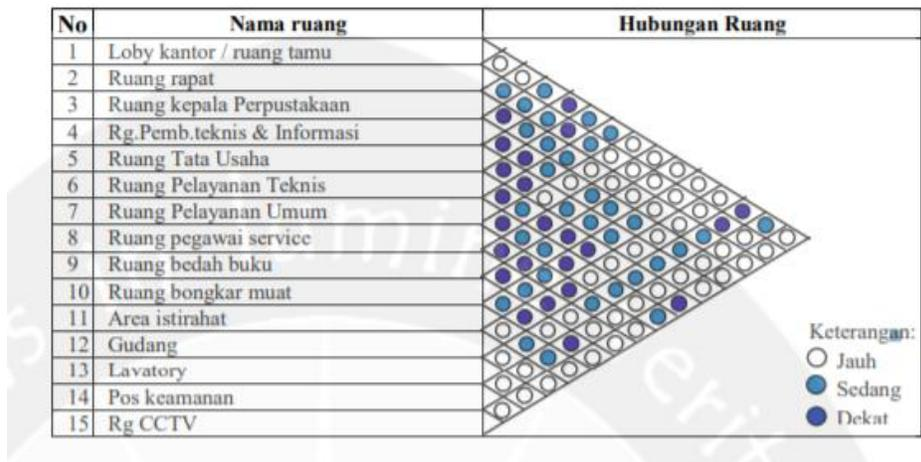 No Nama ruang Hubungan Ruang
1 Loby kantor / ruang tamu
2 Ruang rapat
3 Ruang kepala Perpustakaan
4 Rg.Pemb.teknis & Informasi
5 Ruang Tata Usaha
6 Ruang Pelayanan Teknis
7 Ruang Pelayanan Umum
8 Ruang pegawai service
9 Ruang bedah buku
10 Ruang bongkar muat
11 Area istirahat
12 Gudang
13 Lavatory
14 Pos keamanan
15 Rg CCTV
Keterangan:
Jauh
Sedang
Dekat